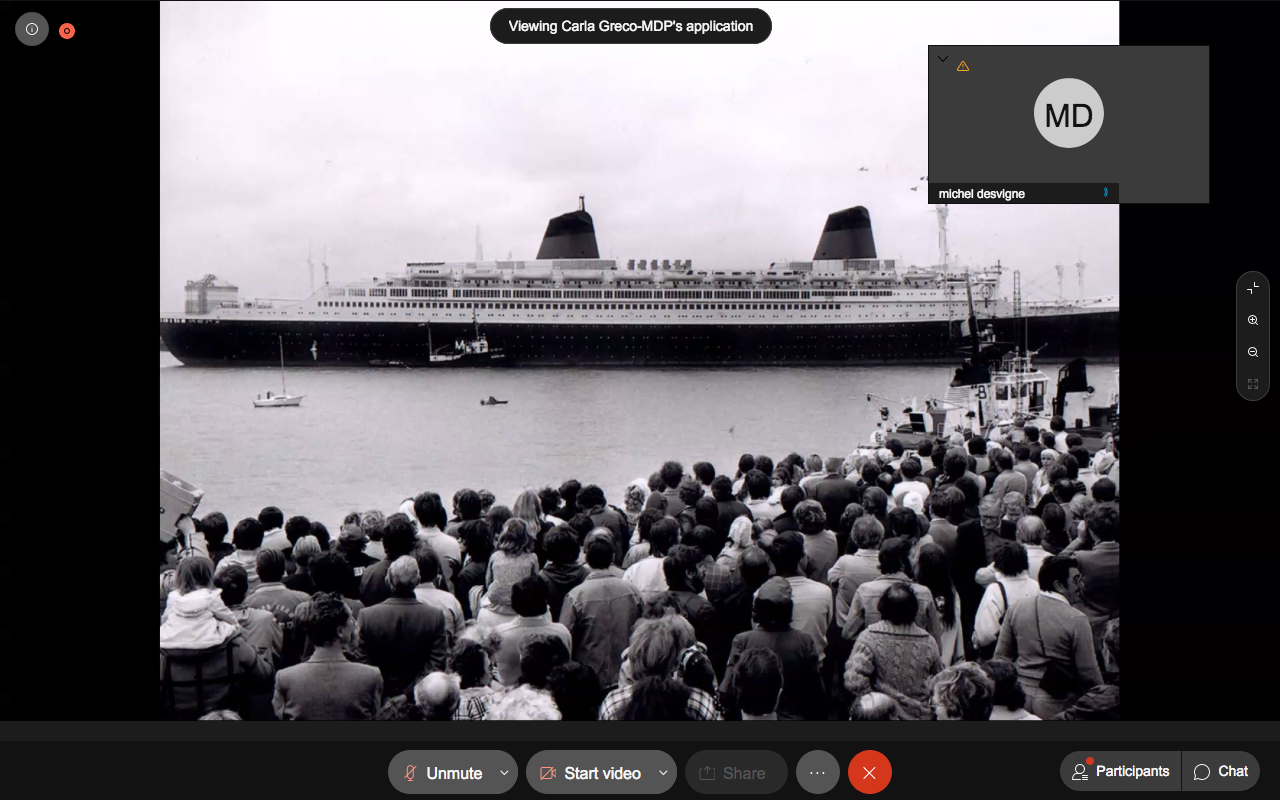 Viewing Carla Greco-MDP's application
MD
michel desvigne
Unmute
Start video
Share
Participants
Chat